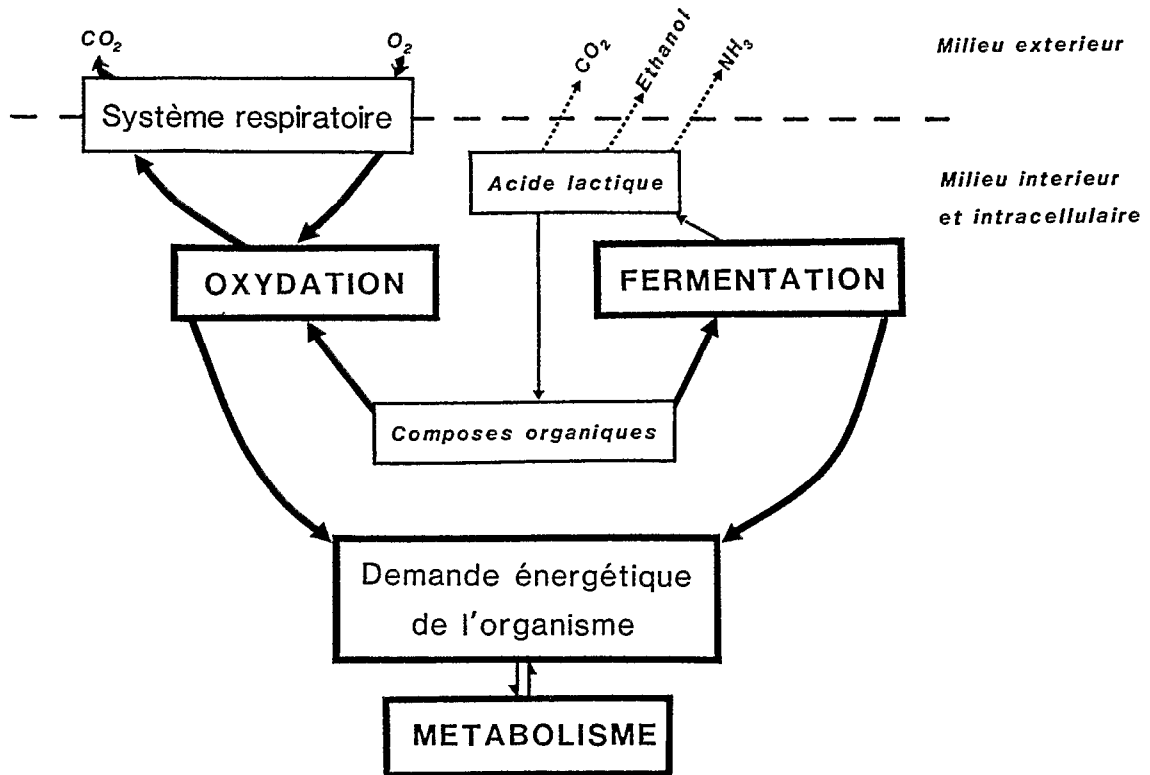 CO2
O2
CO2
Ethanol
NH3
Milieu exterieur
Système respiratoire
Acide lactique
Milieu interieur
et intracellulaire
OXYDATION
FERMENTATION
Composes organiques
Demande énergétique
de l'organisme
METABOLISME